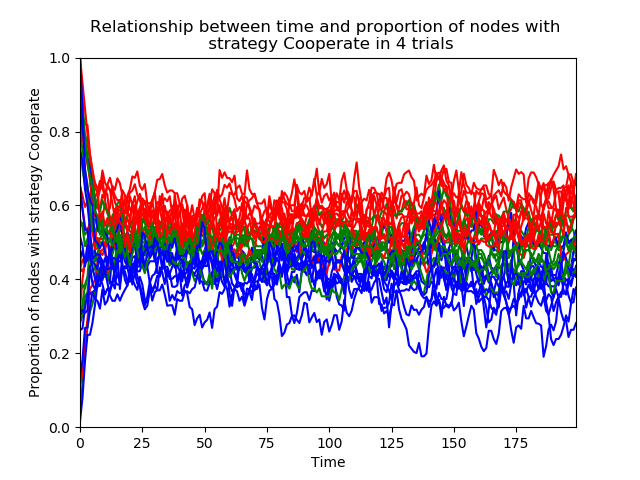 Relationship between time and proportion of nodes with
strategy Cooperate in 4 trials
Proportion of nodes with strategy Cooperate
1.0
0.8
0.6
0.4
0.2
0.0
0 25 50 75 100 125 150 175
Time